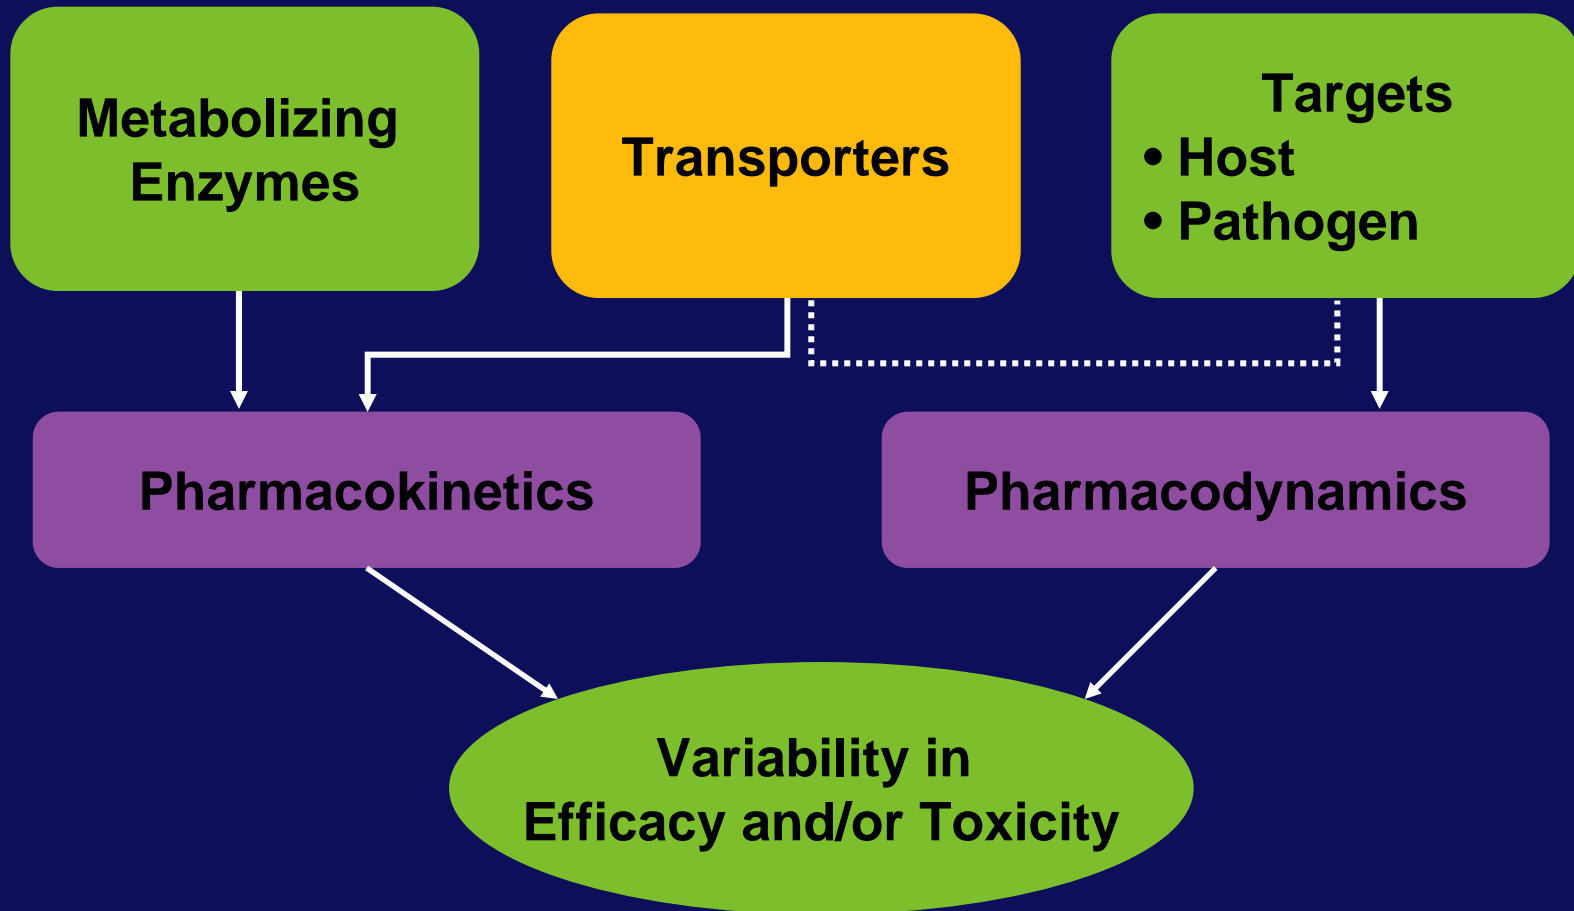 Metabolizing
Enzymes
Transporters
Targets
• Host
• Pathogen
Pharmacokinetics
Pharmacodynamics
Variability in
Efficacy and/or Toxicity